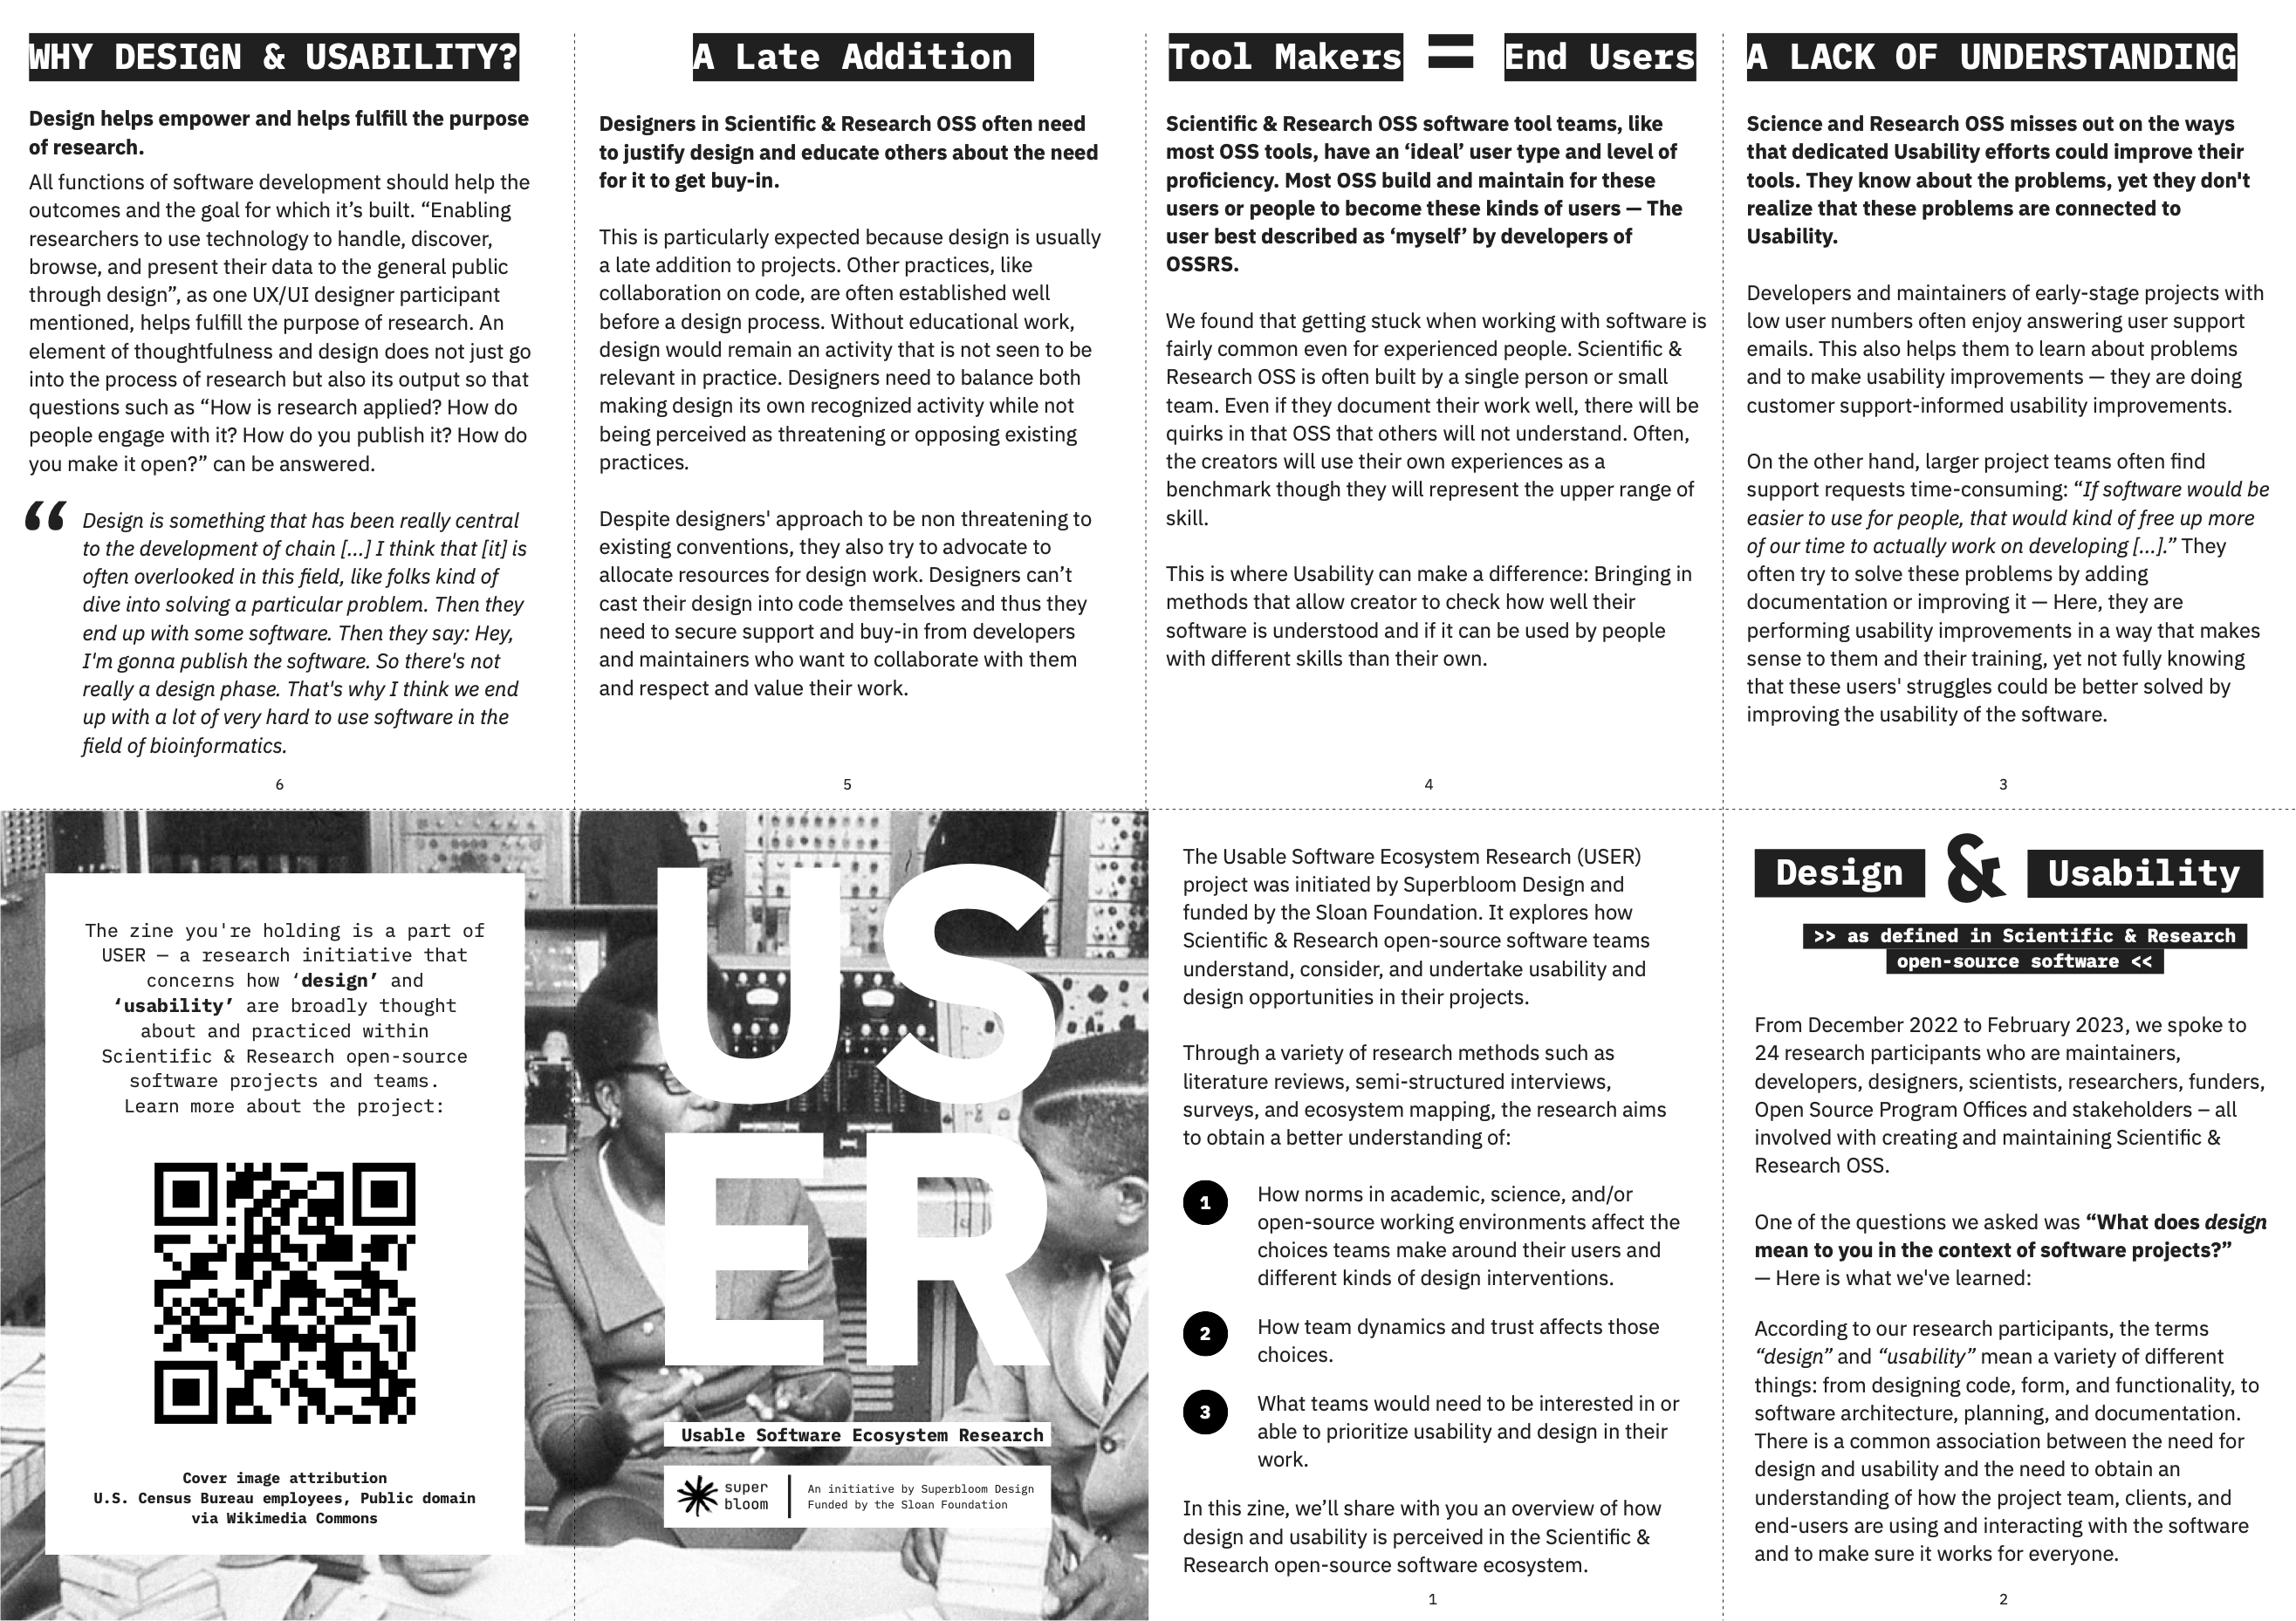 WHY DESIGN & USABILITY?
Design helps empower and helps fulfill the purpose
of research.
All functions of software development should help the
outcomes and the goal for which it’s built. “Enabling
researchers to use technology to handle, discover,
browse, and present their data to the general public
through design”, as one UX/UI designer participant
mentioned, helps fulfill the purpose of research. An
element of thoughtfulness and design does not just go
into the process of research but also its output so that
questions such as “How is research applied? How do
people engage with it? How do you publish it? How do
you make it open?” can be answered.
“
Design is something that has been really central
to the development of chain [...] I think that [it] is
often overlooked in this field, like folks kind of
dive into solving a particular problem. Then they
end up with some software. Then they say: Hey,
I'm gonna publish the software. So there's not
really a design phase. That's why I think we end
up with a lot of very hard to use software in the
field of bioinformatics.
6
A Late Addition
Designers in Scientific & Research OSS often need
to justify design and educate others about the need
for it to get buy-in.
This is particularly expected because design is usually
a late addition to projects. Other practices, like
collaboration on code, are often established well
before a design process. Without educational work,
design would remain an activity that is not seen to be
relevant in practice. Designers need to balance both
making design its own recognized activity while not
being perceived as threatening or opposing existing
practices.
Despite designers' approach to be non threatening to
existing conventions, they also try to advocate to
allocate resources for design work. Designers can’t
cast their design into code themselves and thus they
need to secure support and buy-in from developers
and maintainers who want to collaborate with them
and respect and value their work.
5
Tool Makers = End Users
Scientific & Research OSS software tool teams, like
most OSS tools, have an ‘ideal’ user type and level of
proficiency. Most OSS build and maintain for these
users or people to become these kinds of users — The
user best described as ‘myself’ by developers of
OSSRS.
We found that getting stuck when working with software is
fairly common even for experienced people. Scientific &
Research OSS is often built by a single person or small
team. Even if they document their work well, there will be
quirks in that OSS that others will not understand. Often,
the creators will use their own experiences as a
benchmark though they will represent the upper range of
skill.
This is where Usability can make a difference: Bringing in
methods that allow creator to check how well their
software is understood and if it can be used by people
with different skills than their own.
4
A LACK OF UNDERSTANDING
Science and Research OSS misses out on the ways
that dedicated Usability efforts could improve their
tools. They know about the problems, yet they don't
realize that these problems are connected to
Usability.
Developers and maintainers of early-stage projects with
low user numbers often enjoy answering user support
emails. This also helps them to learn about problems
and to make usability improvements — they are doing
customer support-informed usability improvements.
On the other hand, larger project teams often find
support requests time-consuming: “If software would be
easier to use for people, that would kind of free up more
of our time to actually work on developing [...].” They
often try to solve these problems by adding
documentation or improving it — Here, they are
performing usability improvements in a way that makes
sense to them and their training, yet not fully knowing
that these users' struggles could be better solved by
improving the usability of the software.
3
The zine you're holding is a part of
USER — a research initiative that
concerns how ‘design’ and
‘usability’ are broadly thought
about and practiced within
Scientific & Research open-source
software projects and teams.
Learn more about the project:
Cover image attribution
U.S. Census Bureau employees, Public domain
via Wikimedia Commons
US
ER
Usable Software Ecosystem Research
super
bloom
An initiative by Superbloom Design
Funded by the Sloan Foundation
The Usable Software Ecosystem Research (USER)
project was initiated by Superbloom Design and
funded by the Sloan Foundation. It explores how
Scientific & Research open-source software teams
understand, consider, and undertake usability and
design opportunities in their projects.
Through a variety of research methods such as
literature reviews, semi-structured interviews,
surveys, and ecosystem mapping, the research aims
to obtain a better understanding of:
1 How norms in academic, science, and/or
open-source working environments affect the
choices teams make around their users and
different kinds of design interventions.
2 How team dynamics and trust affects those
choices.
3 What teams would need to be interested in or
able to prioritize usability and design in their
work.
In this zine, we’ll share with you an overview of how
design and usability is perceived in the Scientific &
Research open-source software ecosystem.
1
Design & Usability
>> as defined in Scientific & Research
open-source software <<
From December 2022 to February 2023, we spoke to
24 research participants who are maintainers,
developers, designers, scientists, researchers, funders,
Open Source Program Offices and stakeholders – all
involved with creating and maintaining Scientific &
Research OSS.
One of the questions we asked was “What does design
mean to you in the context of software projects?”
— Here is what we've learned:
According to our research participants, the terms
“design” and “usability” mean a variety of different
things: from designing code, form, and functionality, to
software architecture, planning, and documentation.
There is a common association between the need for
design and usability and the need to obtain an
understanding of how the project team, clients, and
end-users are using and interacting with the software
and to make sure it works for everyone.
2